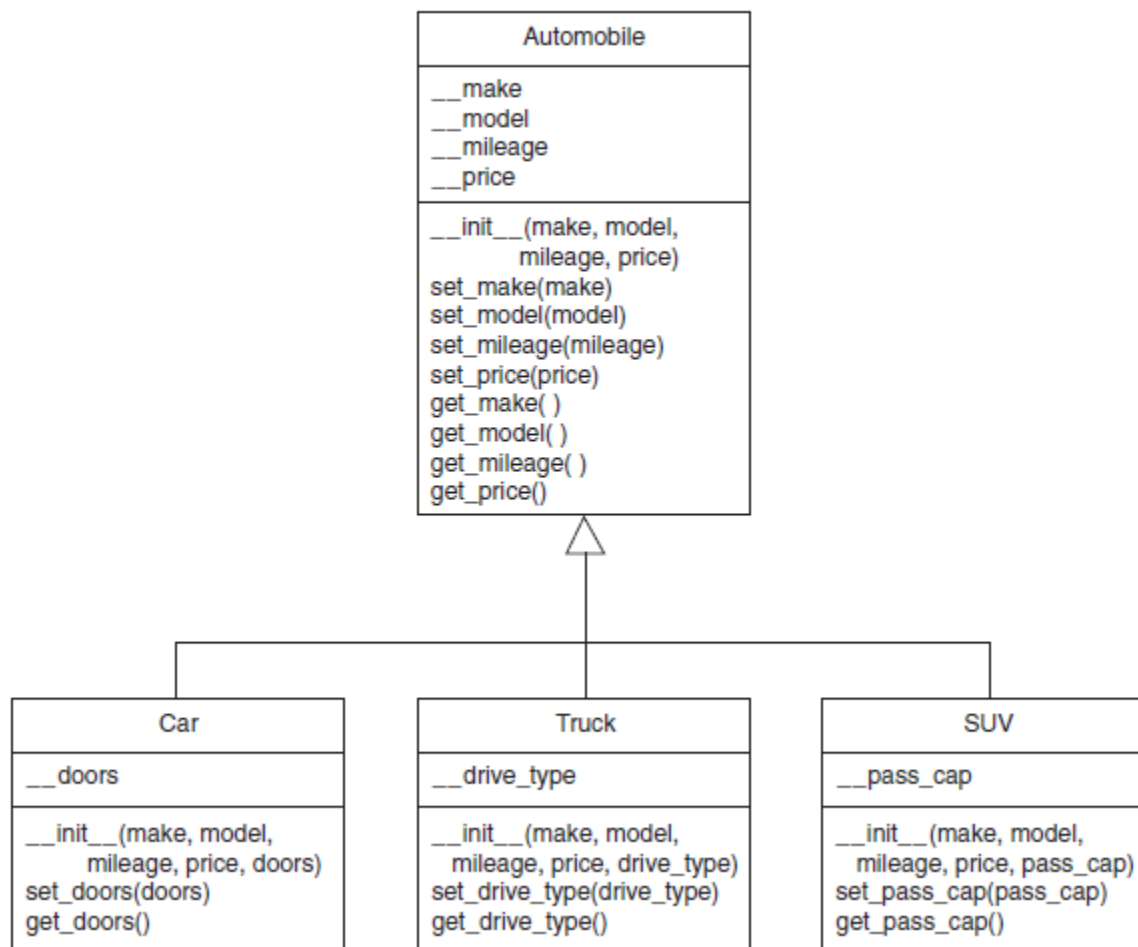 Automobile
__make
__model
__mileage
__price
__init__(make, model,
mileage, price)
set_make(make)
set_model(model)
set_mileage(mileage)
set_price(price)
get_make( )
get_model( )
get_mileage( )
get_price()
Car
__doors
__init__(make, model,
mileage, price, doors)
set_doors(doors)
get_doors()
Truck
__drive_type
__init__(make, model,
mileage, price, drive_type)
set_drive_type(drive_type)
get_drive_type()
SUV
__pass_cap
__init__(make, model,
mileage, price, pass_cap)
set_pass_cap(pass_cap)
get_pass_cap()